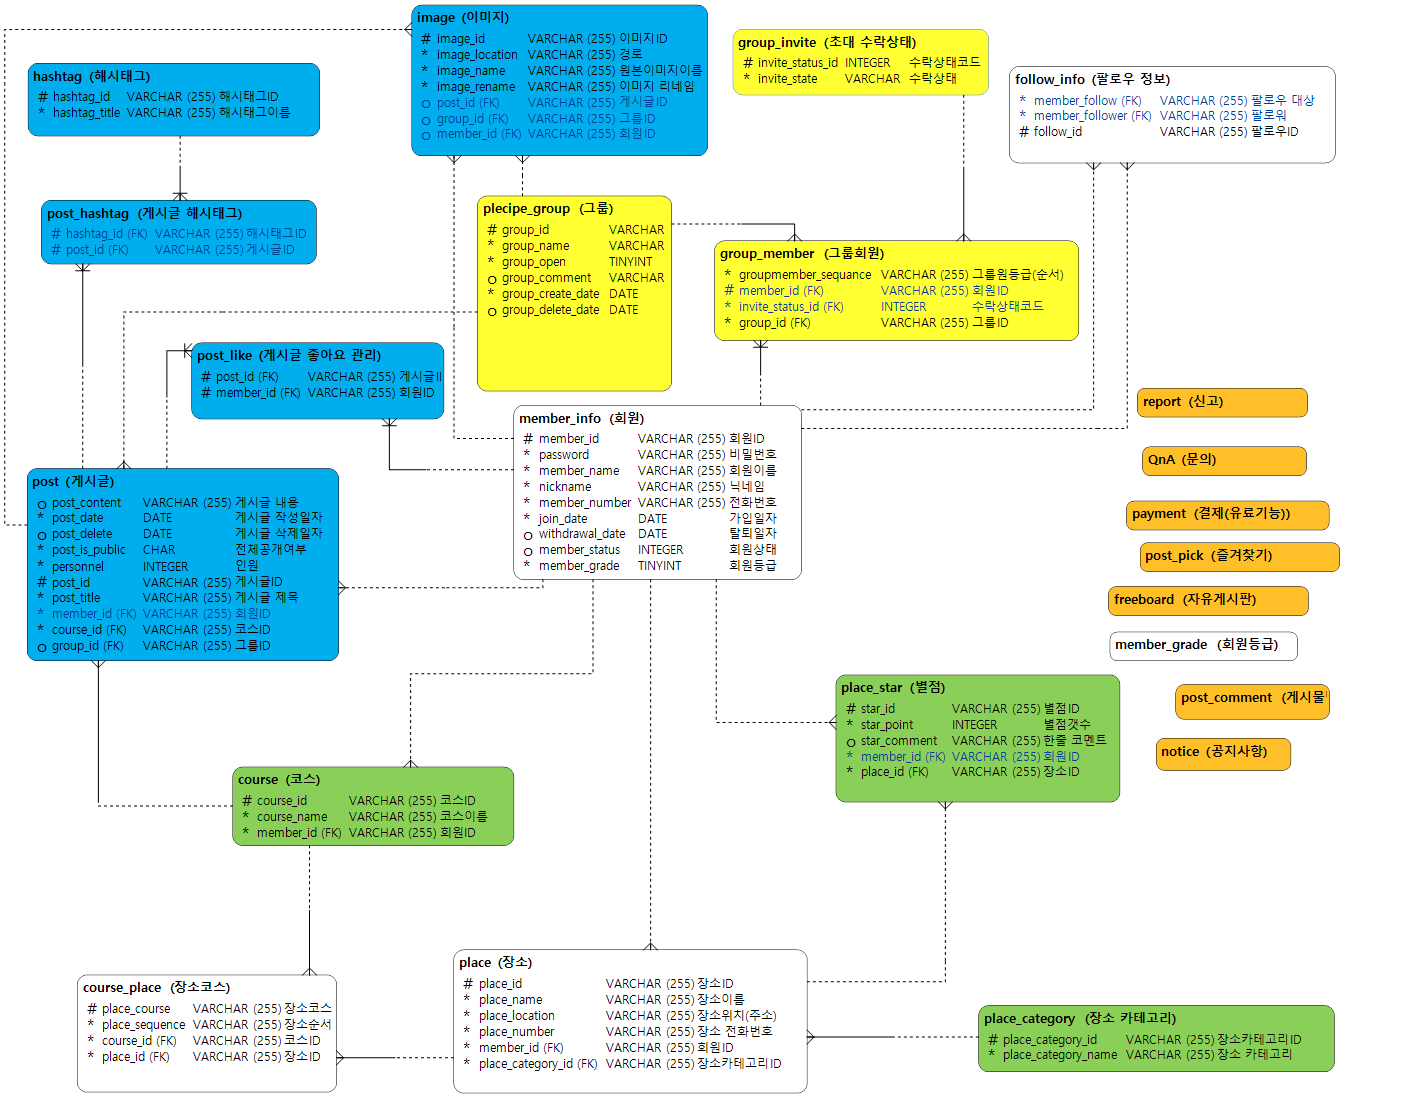 image (이미지)
# image_id VARCHAR (255) 이미지ID
* image_location VARCHAR (255) 경로
* image_name VARCHAR (255) 원본이미지이름
* image_rename VARCHAR (255) 이미지 리네임
o post_id (FK) VARCHAR (255) 게시글ID
o group_id (FK) VARCHAR (255) 그룹ID
o member_id (FK) VARCHAR (255) 회원ID
group_invite (초대 수락상태)
# invite_status_id INTEGER 수락상태코드
* invite_state VARCHAR 수락상태
follow_info (팔로우 정보)
* member_follow (FK) VARCHAR (255) 팔로우 대상
* member_follower (FK) VARCHAR (255) 팔로워
# follow_id VARCHAR (255) 팔로우ID
hashtag (해시태그)
# hashtag_id VARCHAR (255) 해시태그ID
* hashtag_title VARCHAR (255) 해시태그이름
post_hashtag (게시글 해시태그)
# hashtag_id (FK) VARCHAR (255) 해시태그ID
# post_id (FK) VARCHAR (255) 게시글ID
plecipe_group (그룹)
# group_id VARCHAR
* group_name VARCHAR
* group_open TINYINT
o group_comment VARCHAR
* group_create_date DATE
o group_delete_date DATE
group_member (그룹회원)
* groupmember_sequance VARCHAR (255) 그룹원등급(순서)
# member_id (FK) VARCHAR (255) 회원ID
* invite_status_id (FK) INTEGER 수락상태코드
* group_id (FK) VARCHAR (255) 그룹ID
post_like (게시글 좋아요 관리)
# post_id (FK) VARCHAR (255) 게시글I
# member_id (FK) VARCHAR (255) 회원ID
member_info (회원)
# member_id VARCHAR (255) 회원ID
* password VARCHAR (255) 비밀번호
* member_name VARCHAR (255) 회원이름
* nickname VARCHAR (255) 닉네임
* member_number VARCHAR (255) 전화번호
* join_date DATE 가입일자
o withdrawal_date DATE 탈퇴일자
o member_status INTEGER 회원상태
* member_grade TINYINT 회원등급
post (게시글)
o post_content VARCHAR (255) 게시글 내용
* post_date DATE 게시글 작성일자
o post_delete DATE 게시글 삭제일자
* post_is_public CHAR 전체공개여부
* personnel INTEGER 인원
# post_id VARCHAR (255) 게시글ID
* post_title VARCHAR (255) 게시글 제목
* member_id (FK) VARCHAR (255) 회원ID
* course_id (FK) VARCHAR (255) 코스ID
o group_id (FK) VARCHAR (255) 그룹ID
report (신고)
QnA (문의)
payment (결제(유료기능))
post_pick (즐겨찾기)
freeboard (자유게시판)
member_grade (회원등급)
post_comment (게시물
notice (공지사항)
place_star (별점)
# star_id VARCHAR (255) 별점ID
* star_point INTEGER 별점갯수
o star_comment VARCHAR (255) 한줄 코멘트
* member_id (FK) VARCHAR (255) 회원ID
* place_id (FK) VARCHAR (255) 장소ID
course (코스)
# course_id VARCHAR (255) 코스ID
* course_name VARCHAR (255) 코스이름
* member_id (FK) VARCHAR (255) 회원ID
course_place (장소코스)
# place_course VARCHAR (255) 장소코스
* place_sequence VARCHAR (255) 장소순서
* course_id (FK) VARCHAR (255) 코스ID
* place_id (FK) VARCHAR (255) 장소ID
place (장소)
# place_id VARCHAR (255) 장소ID
* place_name VARCHAR (255) 장소이름
* place_location VARCHAR (255) 장소위치(주소)
* place_number VARCHAR (255) 장소 전화번호
* member_id (FK) VARCHAR (255) 회원ID
* place_category_id (FK) VARCHAR (255) 장소카테고리ID
place_category (장소 카테고리)
# place_category_id VARCHAR (255) 장소카테고리ID
* place_category_name VARCHAR (255) 장소 카테고리